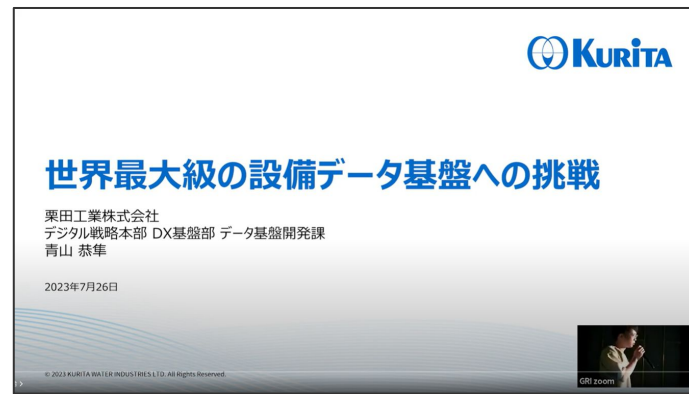 KURITA
世界最大級の設備データ基盤への挑戦
栗田工業株式会社
デジタル戦略本部 DX基盤部 データ基盤開発課
青山 恭隼
2023年7月26日
© 2023 KURITA WATER INDUSTRIES LTD. All Rights Reserved.
GRI zoom